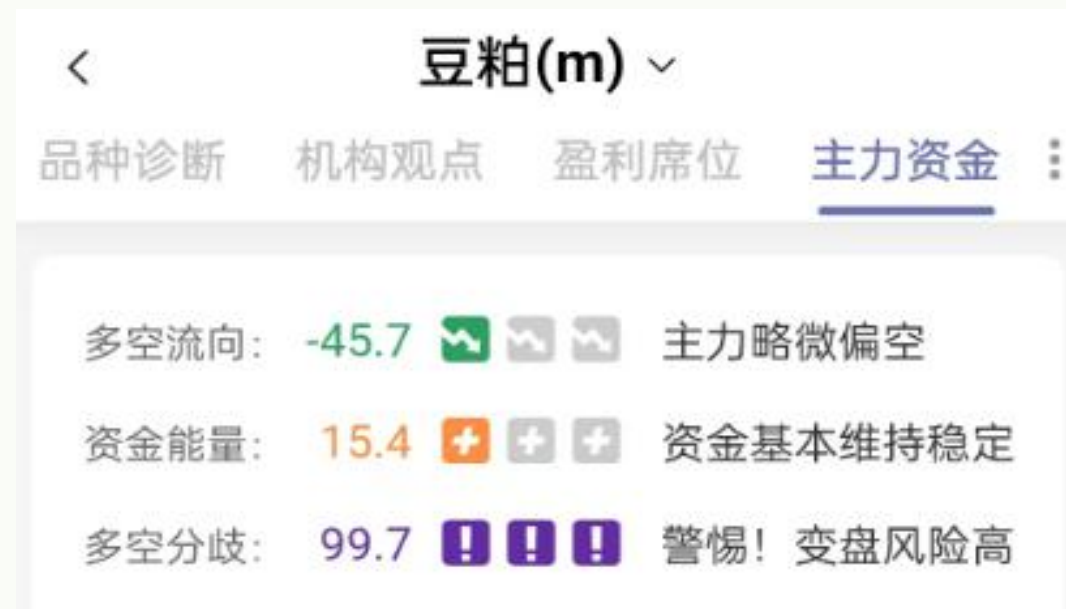 豆粕(m)
品种诊断 机构观点 盈利席位 主力资金
多空流向: -45.7 主力略微偏空
资金能量: 15.4 资金基本维持稳定
多空分歧: 99.7 警惕！变盘风险高